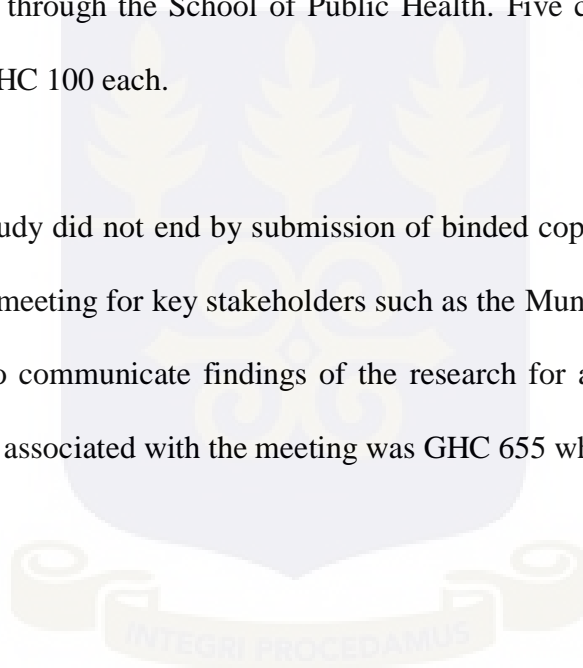 through the School of Public Health. Five
HC 100 each.
udy did not end by submission of binded cop
meeting for key stakeholders such as the Mun
o communicate findings of the research for a
associated with the meeting was GHC 655 wh
INTEGRI PROCEDAMUS